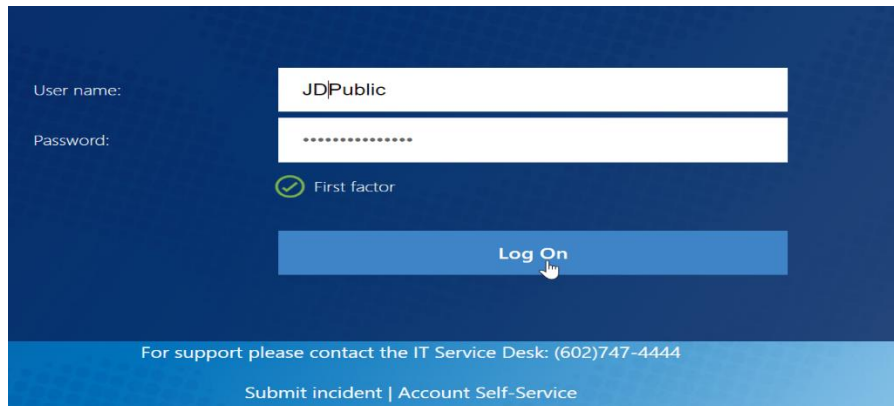 User name: JDPublic
Password: •••••••••••••••
First factor
Log On
For support please contact the IT Service Desk: (602)747-4444
Submit incident | Account Self-Service